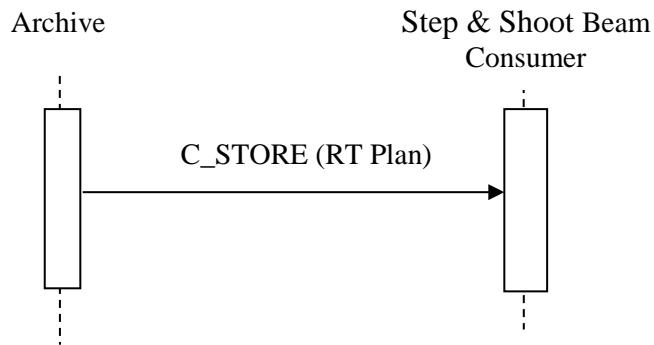 Archive
Step & Shoot Beam
Consumer
C_STORE (RT Plan)